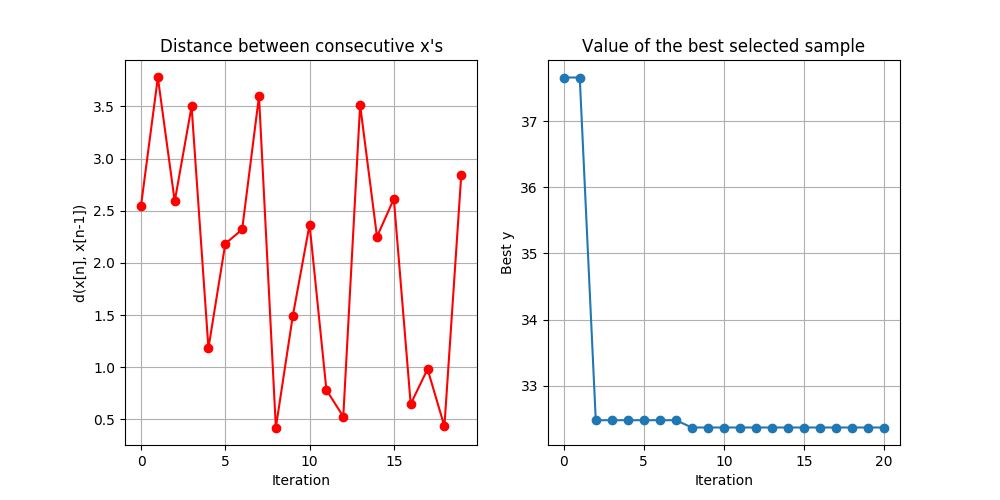 Distance between consecutive x's
3.5
3.0
2.5
2.0
1.5
1.0
0.5
d(x[n], x[n-1])
0 5 10 15
Iteration
Value of the best selected sample
37
36
35
34
33
Best y
0 5 10 15 20
Iteration